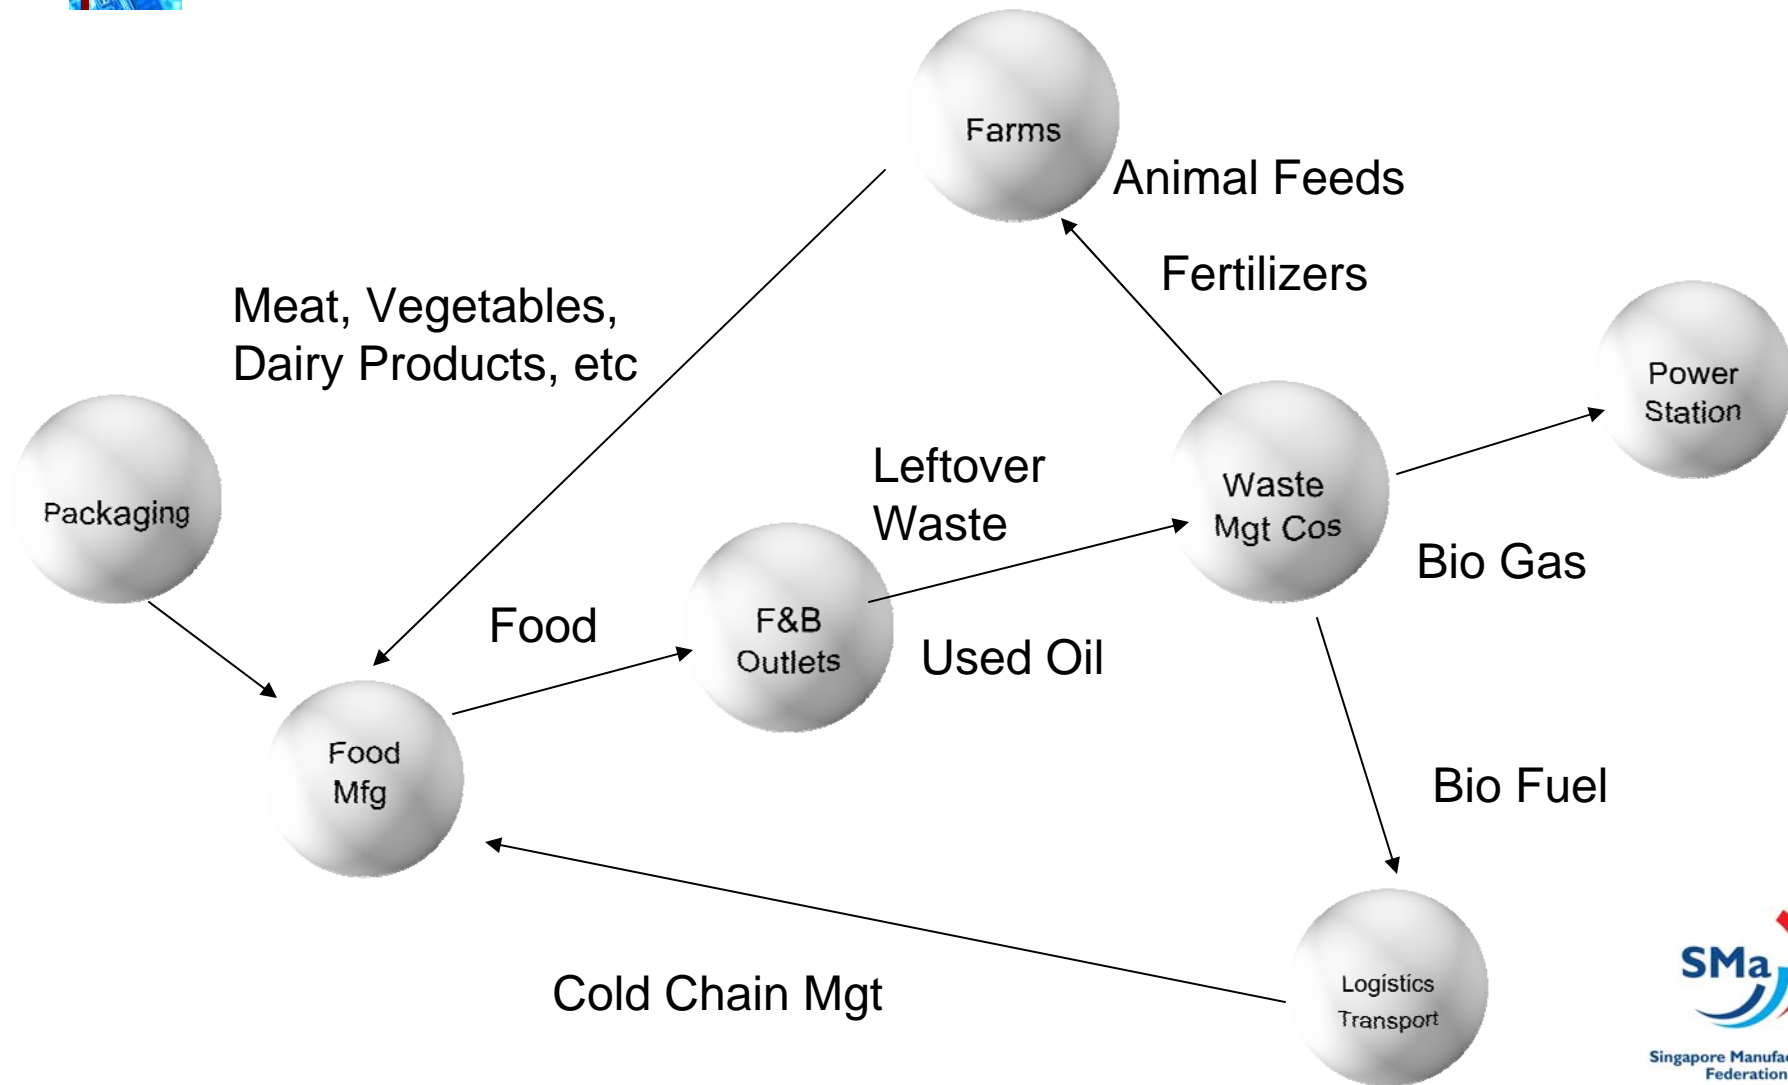 Farms
Animal Feeds
Fertilizers
Meat, Vegetables,
Dairy Products, etc
Power
Station
Packaging
Leftover
Waste
Waste
Mgt Cos
Bio Gas
Food
F&B
Outlets
Used Oil
Food
Mfg
Bio Fuel
Cold Chain Mgt
Logistics
Transport
SMa
Singapore
Federation